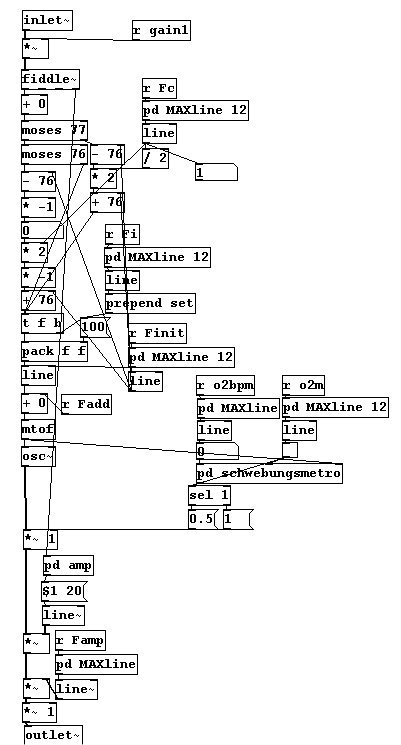 inlet~
r gain1
*~
fiddle~
+ 0
r Fc
pd MAXline 12
moses 77
line
moses 76
- 76
/ 2
1
- 76
* 2
* -1
+ 76
0
r Fi
* 2
pd MAXline 12
* -1
line
+ 76
prepend set
t f b
100
r Finit
pack f f
pd MAXline 12
line
line
r o2bpm
r o2m
+ 0
r Fadd
pd MAXline
pd MAXline 12
mtof
line
line
osc~
0
pd schwebungsmetro
sel 1
0.5
1
*~ 1
pd amp
$1 20
line~
*~
r Famp
pd MAXline
*~
line~
*~ 1
outlet~